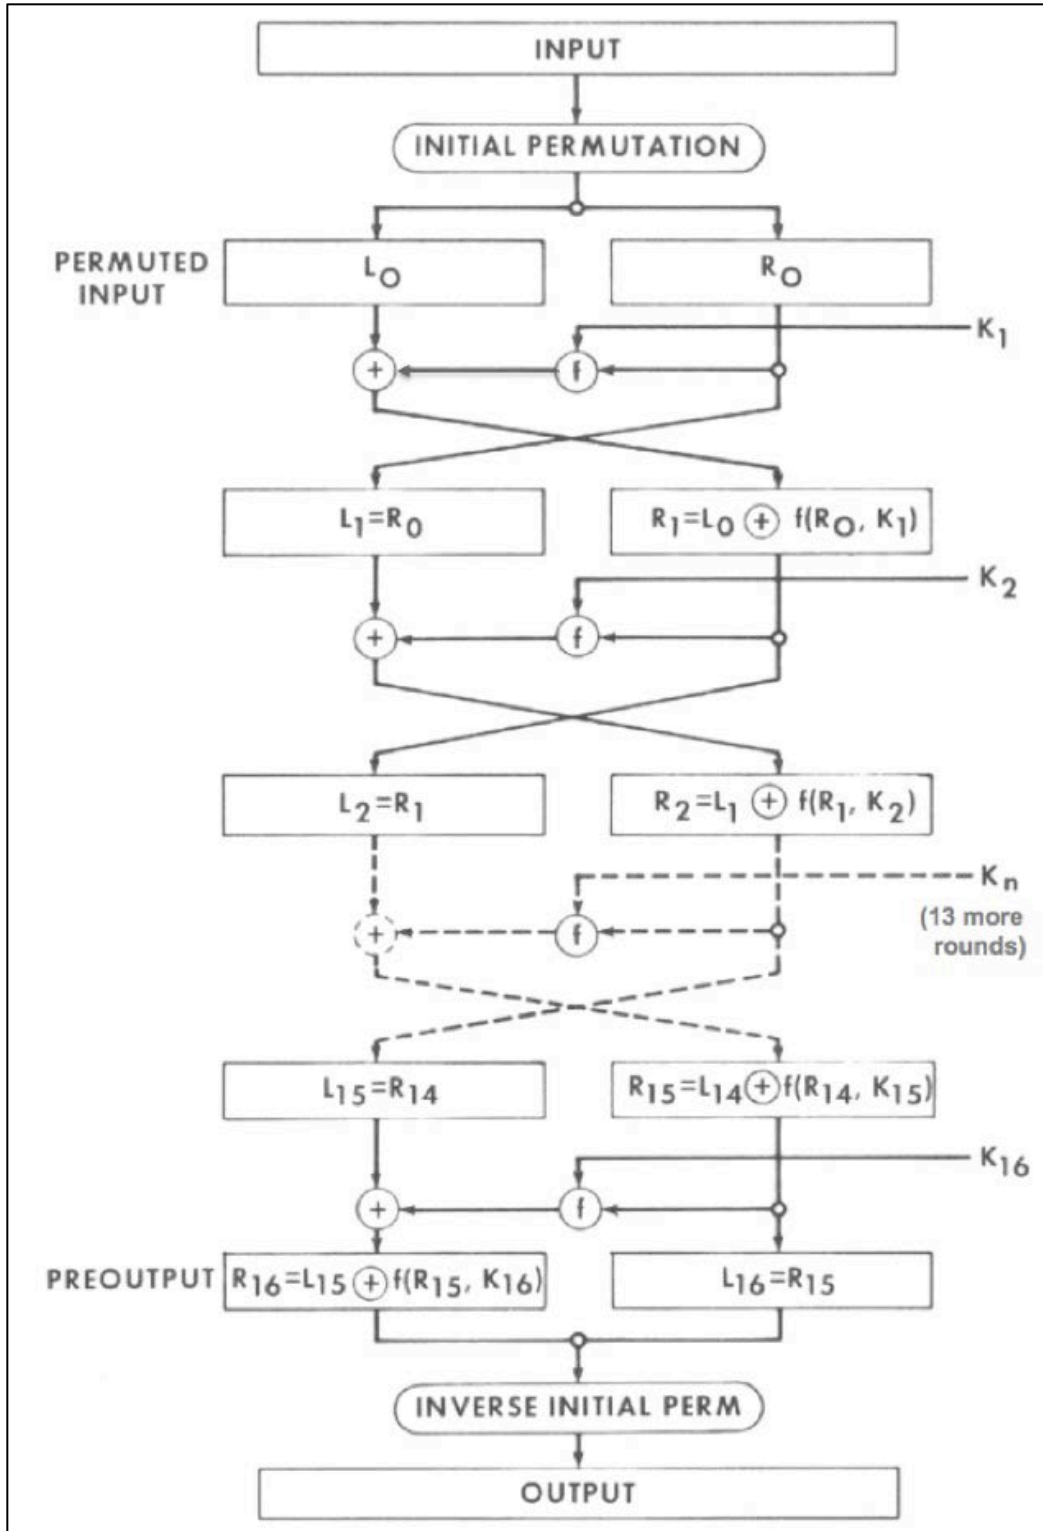 INPUT
INITIAL PERMUTATION
PERMUTED
INPUT
L₀
R₀
K₁
+
f
L₁=R₀
R₁=L₀ ⊕ f(R₀, K₁)
K₂
+
f
L₂=R₁
R₂=L₁ ⊕ f(R₁, K₂)
Kₙ
(13 more
rounds)
+
f
L₁₅=R₁₄
R₁₅=L₁₄⊕f(R₁₄, K₁₅)
K₁₆
+
f
PREOUTPUT
R₁₆=L₁₅⊕f(R₁₅, K₁₆)
L₁₆=R₁₅
INVERSE INITIAL PERM
OUTPUT